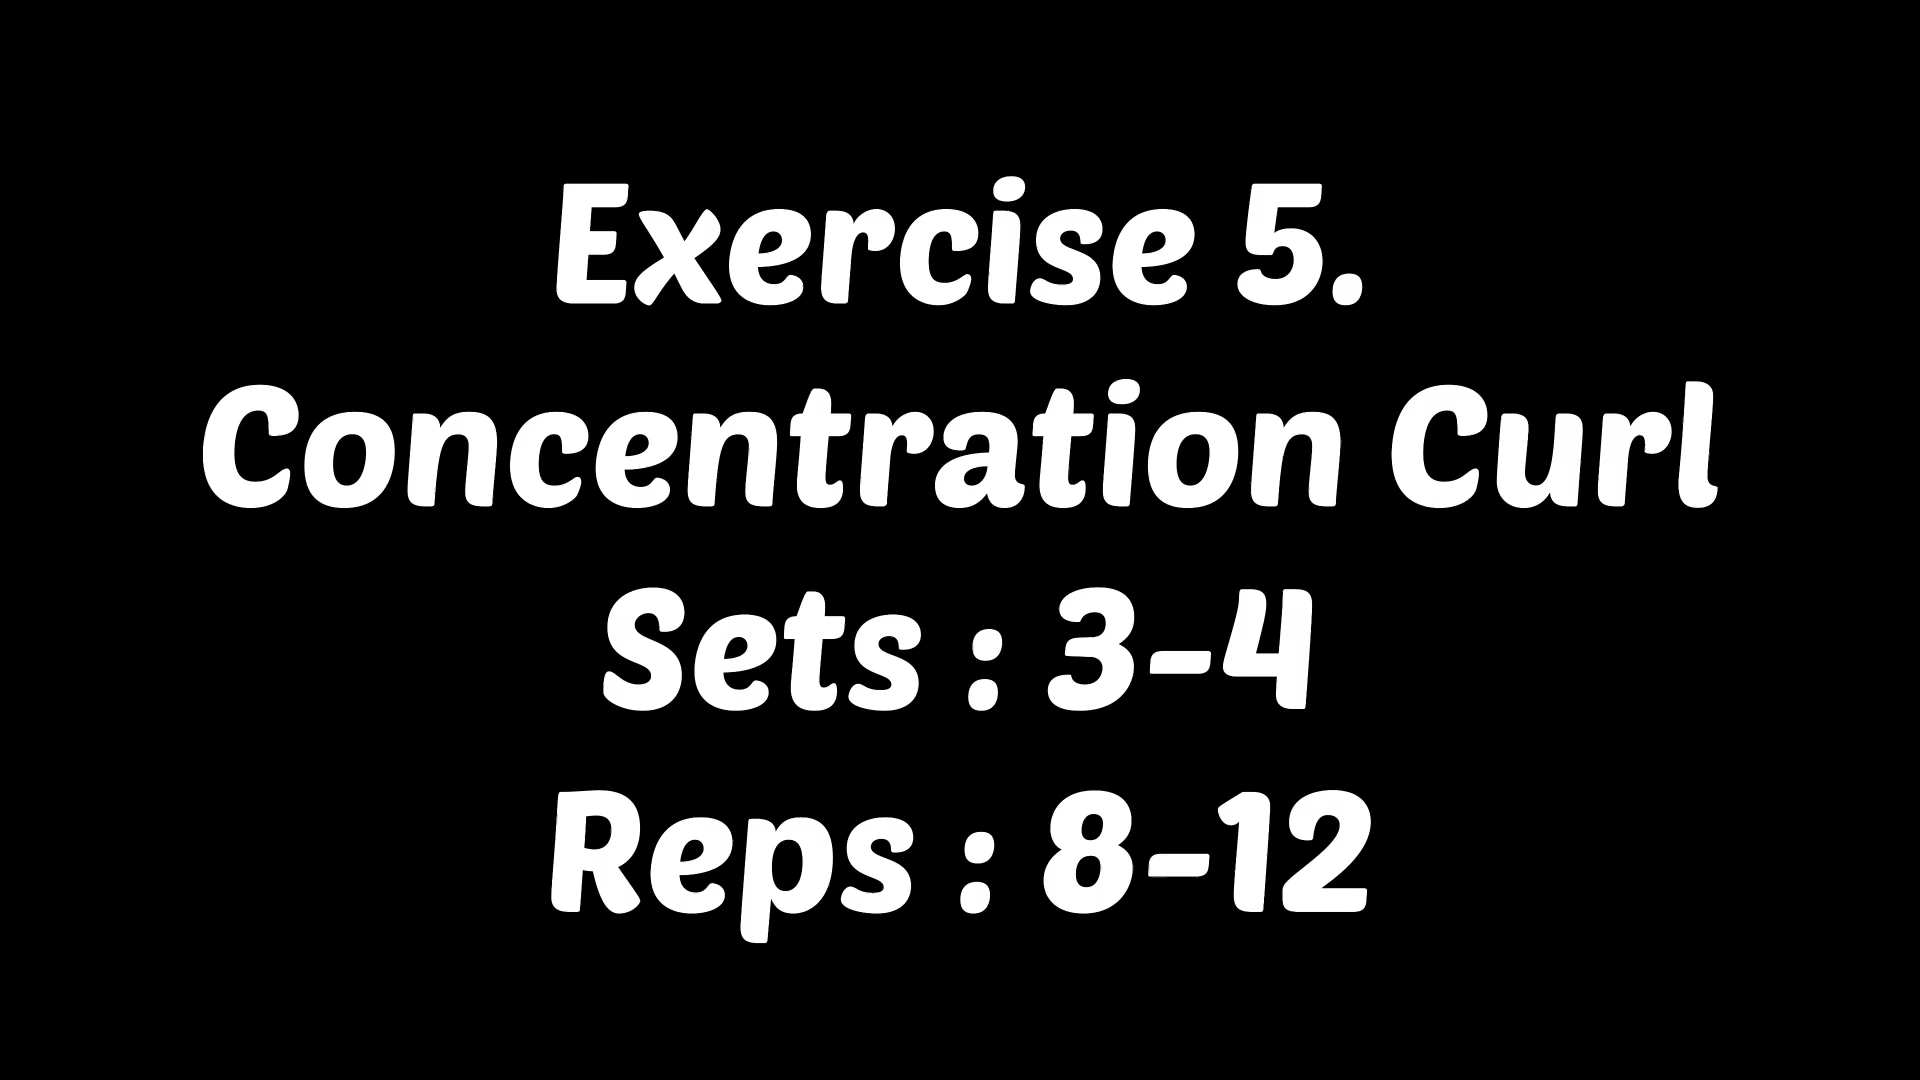 Exercise 5.
Concentration Curl
Sets : 3-4
Reps : 8-12